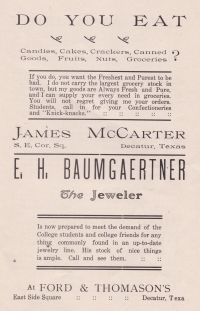 DO YOU EAT
Candies, Cakes, Crackers, Canned
Goods, Fruits, Nuts, Groceries ?
If you do, you want the Freshest and Purest to be
had. I do not carry the largest grocery stock in
town, but my goods are Always Fresh and Pure,
and I can supply your every need in groceries.
You will not regret giving me your orders.
Students, call in for your Confectioneries
and "Knick-knacks." :: :: :: ::
JAMES MCCARTER
S. E. Cor. Sq. Decatur, Texas
E. H. BAUMGAERTNER
The Jeweler
Is now prepared to meet the demand of the
College students and college friends for any
thing commonly found in an up-to-date
jewelry line. His stock of nice things
is ample. Call and see them. :: ::
At FORD & THOMASON'S
East Side Square :: :: Decatur, Texa